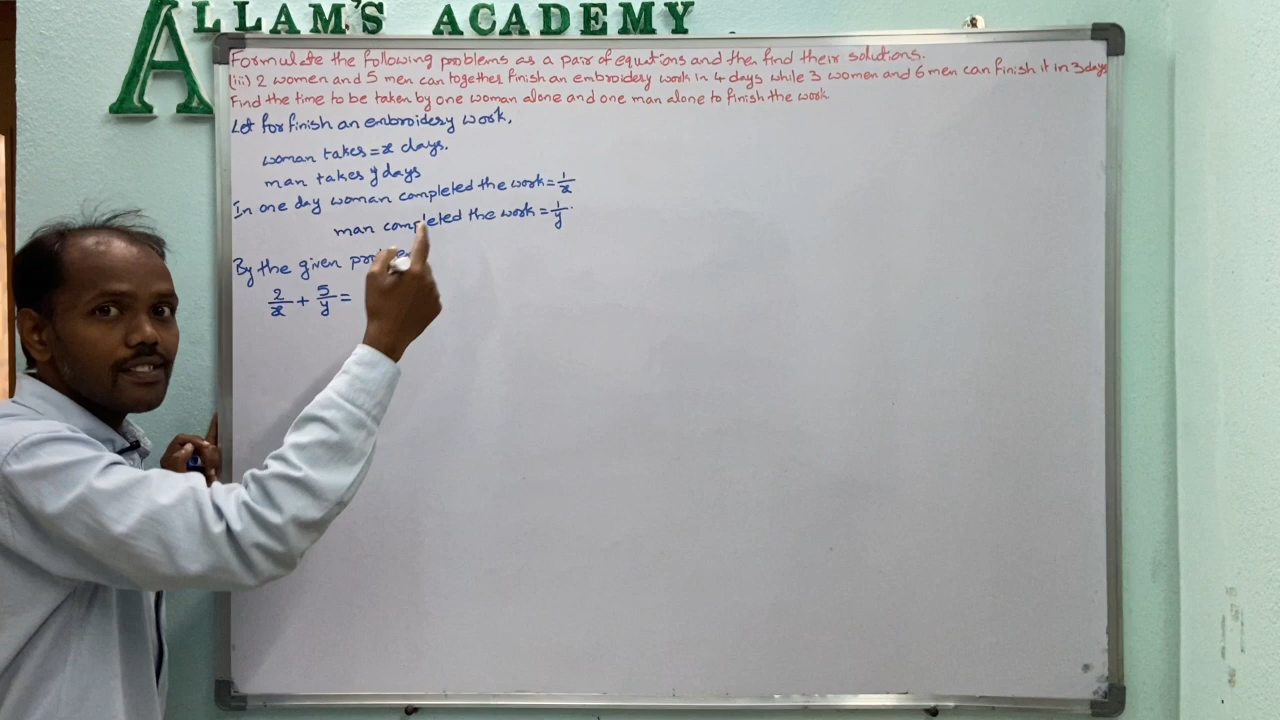 ALLAM'S ACADEMY
Formulate the following problems as a pair of equations and then find their solutions.
(iii) 2 women and 5 men can together finish an embroidery work in 4 days while 3 women and 6 men can finish it in 3 days
Find the time to be taken by one woman alone and one man alone to finish the work.
Let for finish an embroidery work,
woman takes = x days.
man takes y days
In one day woman completed the work = 1/x
man completed the work = 1/y.
By the given
2/x + 5/y =